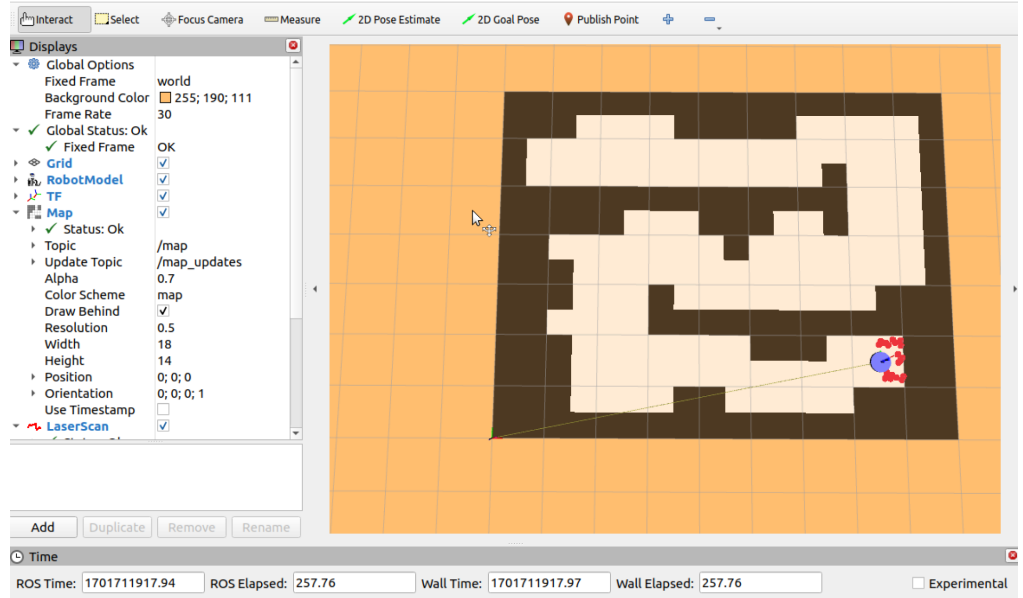 Interact Select Focus Camera Measure 2D Pose Estimate 2D Goal Pose Publish Point
Displays
Global Options
Fixed Frame world
Background Color 255; 190; 111
Frame Rate 30
Global Status: Ok
Fixed Frame OK
Grid
RobotModel
TF
Map
Status: Ok
Topic /map
Update Topic /map_updates
Alpha 0.7
Color Scheme map
Draw Behind
Resolution 0.5
Width 18
Height 14
Position 0; 0; 0
Orientation 0; 0; 0; 1
Use Timestamp
LaserScan
Add Duplicate Remove Rename
Time
ROS Time: 1701711917.94 ROS Elapsed: 257.76 Wall Time: 1701711917.97 Wall Elapsed: 257.76 Experimental